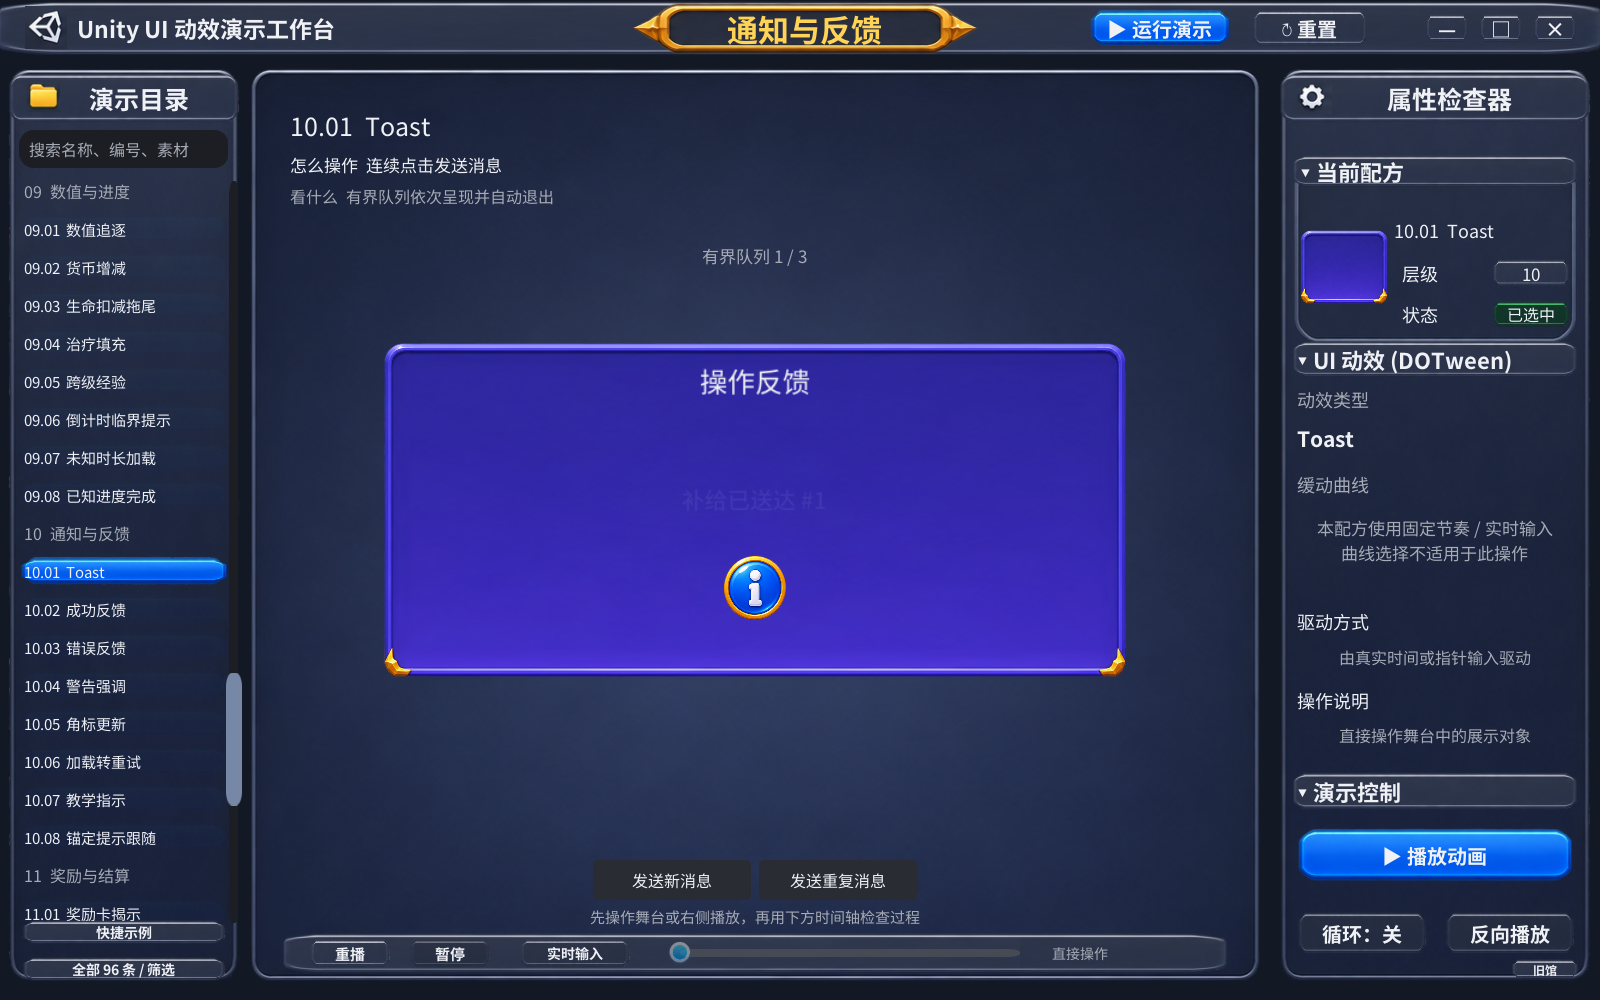 Unity UI 动效演示工作台
通知与反馈
▶ 运行演示
↻ 重置
演示目录
搜索名称、编号、素材
09 数值与进度
09.01 数值追逐
09.02 货币增减
09.03 生命扣减拖尾
09.04 治疗填充
09.05 跨级经验
09.06 倒计时临界提示
09.07 未知时长加载
09.08 已知进度完成
10 通知与反馈
10.01 Toast
10.02 成功反馈
10.03 错误反馈
10.04 警告强调
10.05 角标更新
10.06 加载转重试
10.07 教学指示
10.08 锚定提示跟随
11 奖励与结算
11.01 奖励卡揭示
快捷示例
全部 96 条 / 筛选
10.01 Toast
怎么操作 连续点击发送消息
看什么 有界队列依次呈现并自动退出
有界队列 1 / 3
操作反馈
补给已送达 #1
发送新消息
发送重复消息
先操作舞台或右侧播放，再用下方时间轴检查过程
重播
暂停
实时输入
直接操作
属性检查器
▼ 当前配方
10.01 Toast
层级
10
状态
已选中
▼ UI 动效 (DOTween)
动效类型
Toast
缓动曲线
本配方使用固定节奏 / 实时输入
曲线选择不适用于此操作
驱动方式
由真实时间或指针输入驱动
操作说明
直接操作舞台中的展示对象
▼ 演示控制
▶ 播放动画
循环：关
反向播放
旧馆